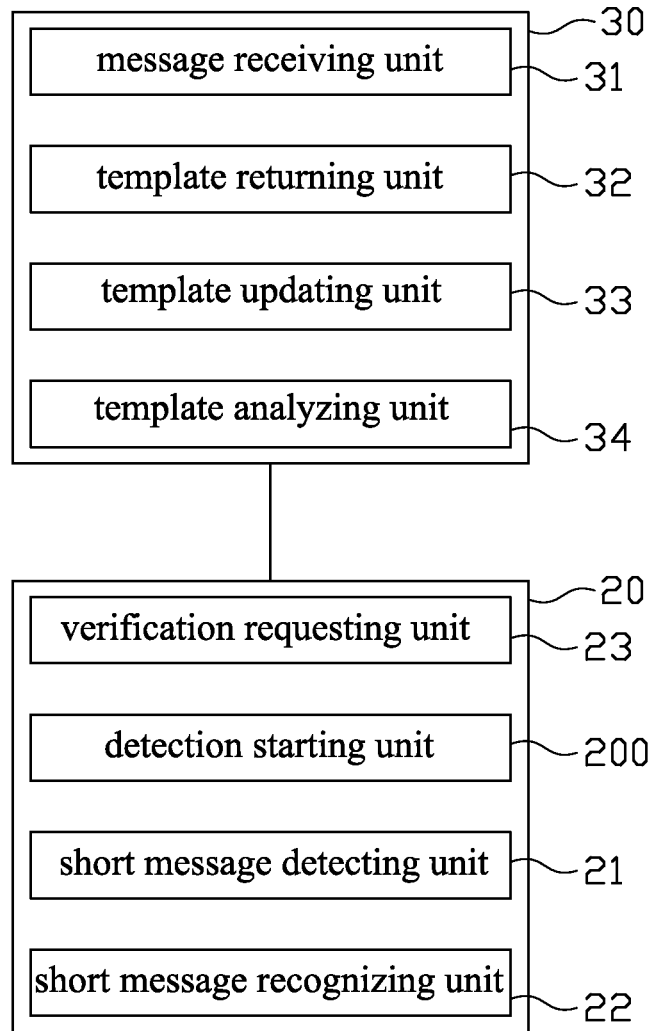 30
message receiving unit
31
template returning unit
32
template updating unit
33
template analyzing unit
34
20
verification requesting unit
23
detection starting unit
200
short message detecting unit
21
short message recognizing unit
22